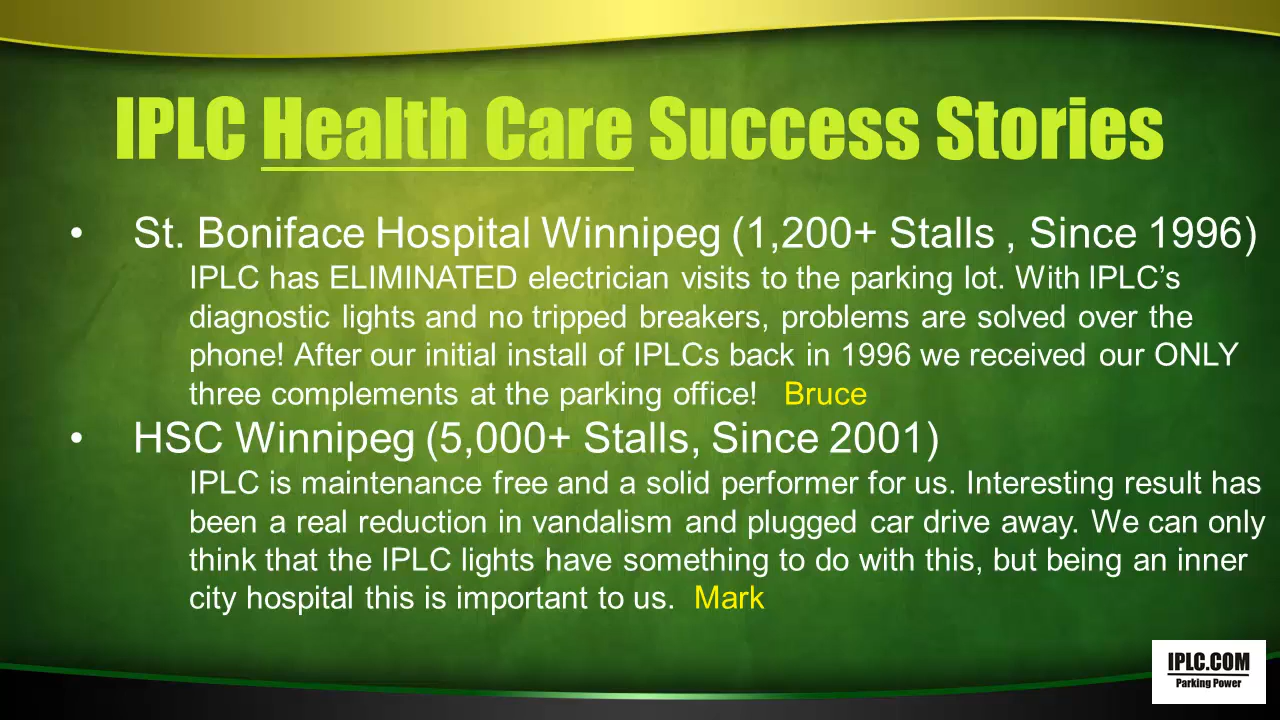 IPLC Health Care Success Stories
• St. Boniface Hospital Winnipeg (1,200+ Stalls , Since 1996)
IPLC has ELIMINATED electrician visits to the parking lot. With IPLC’s
diagnostic lights and no tripped breakers, problems are solved over the
phone! After our initial install of IPLCs back in 1996 we received our ONLY
three complements at the parking office! Bruce
• HSC Winnipeg (5,000+ Stalls, Since 2001)
IPLC is maintenance free and a solid performer for us. Interesting result has
been a real reduction in vandalism and plugged car drive away. We can only
think that the IPLC lights have something to do with this, but being an inner
city hospital this is important to us. Mark
IPLC.COM
Parking Power